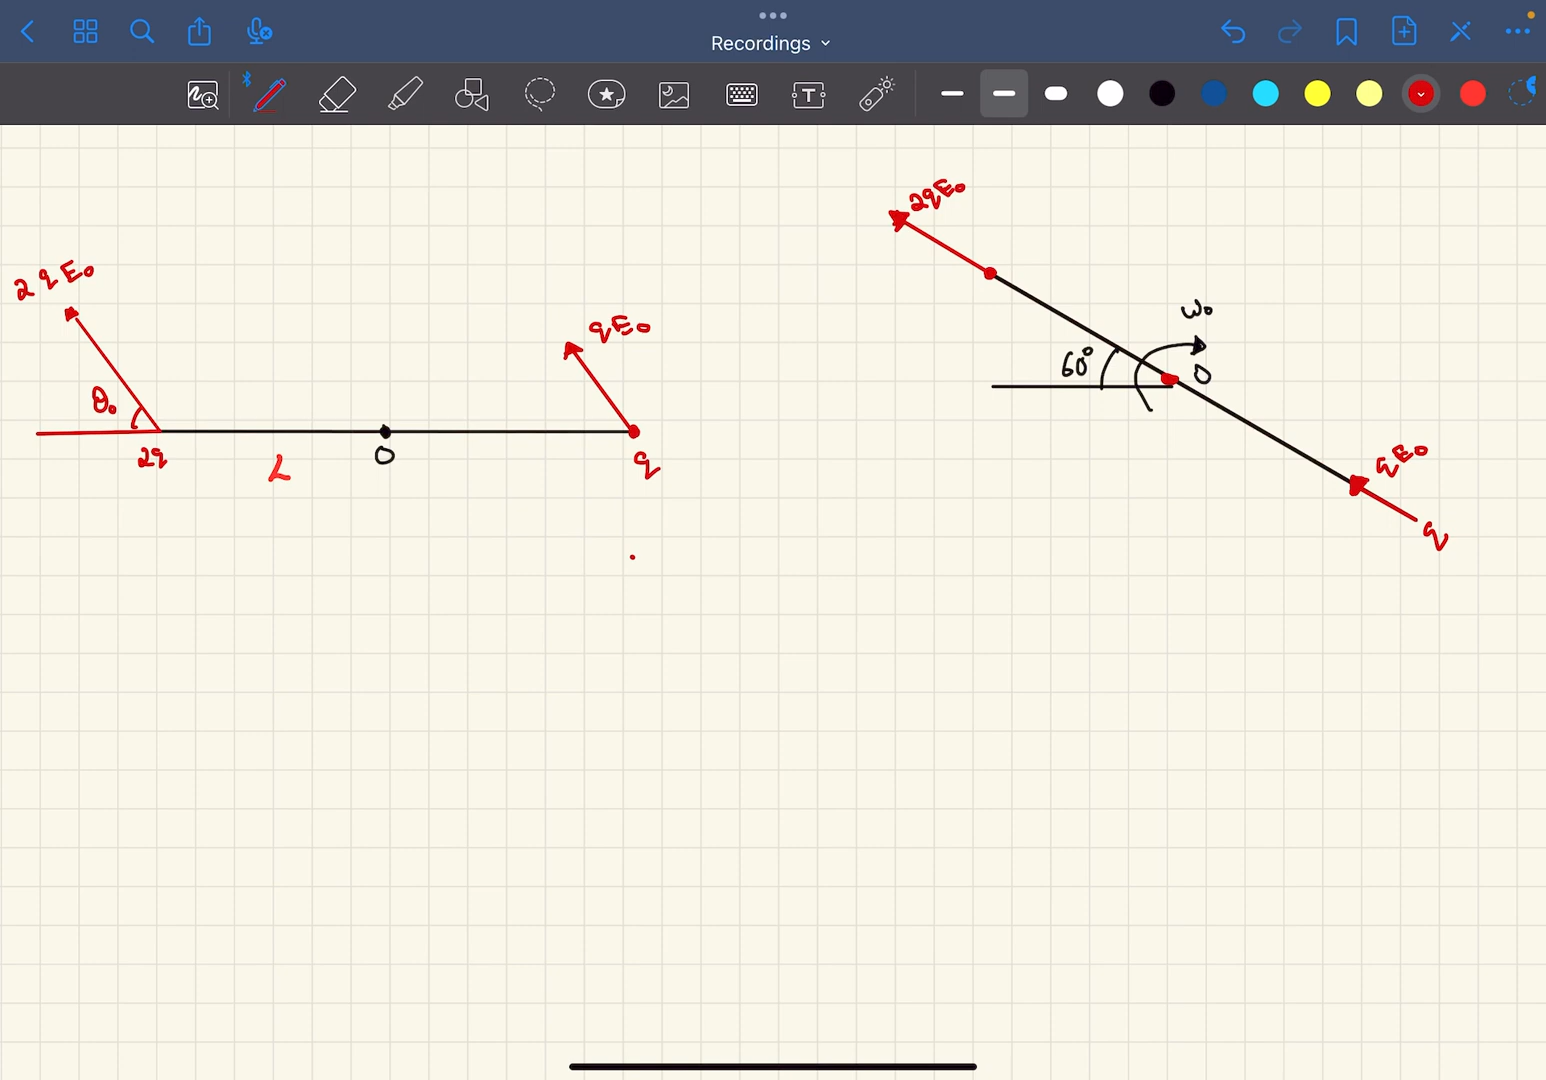 Recordings
T
2qE₀
2qE₀
ω₀
qE₀
60°
O
θ₀
2q
L
O
q
qE₀
q